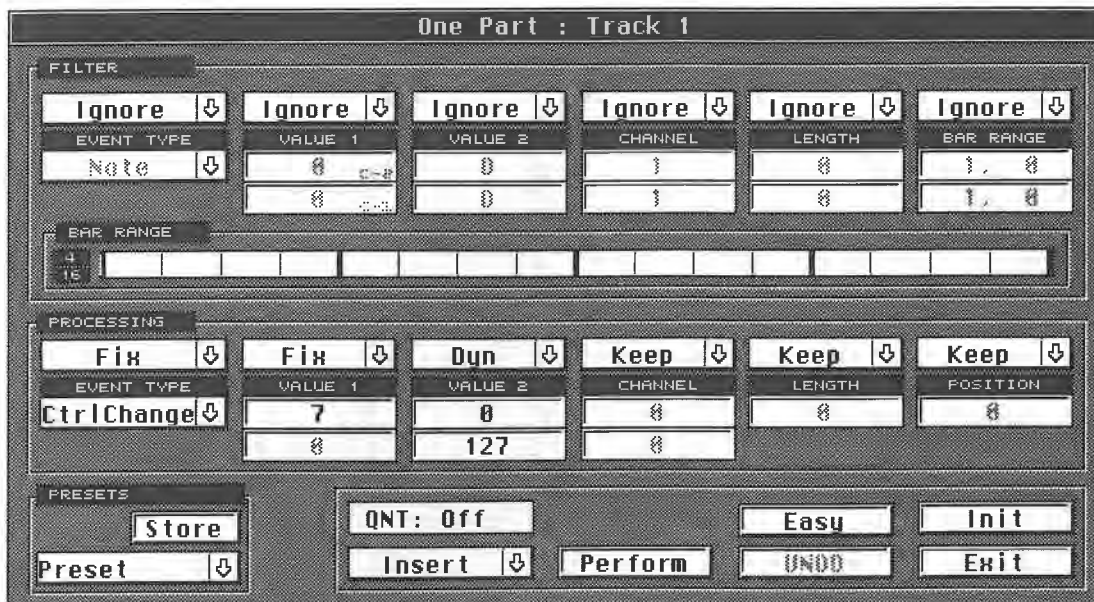 One Part : Track 1
FILTER
Ignore Ignore Ignore Ignore Ignore Ignore
EVENT TYPE VALUE 1 VALUE 2 CHANNEL LENGTH BAR RANGE
Note 0 c-2 0 1 0 1, 0
0 c-2 0 1 0 1, 0
BAR RANGE
4
16
PROCESSING
Fix Fix Dyn Keep Keep Keep
EVENT TYPE VALUE 1 VALUE 2 CHANNEL LENGTH POSITION
CtrlChange 7 0 0 0 0
0 127 0
PRESETS
Store QNT: Off Easy Init
Preset Insert Perform UNDO Exit